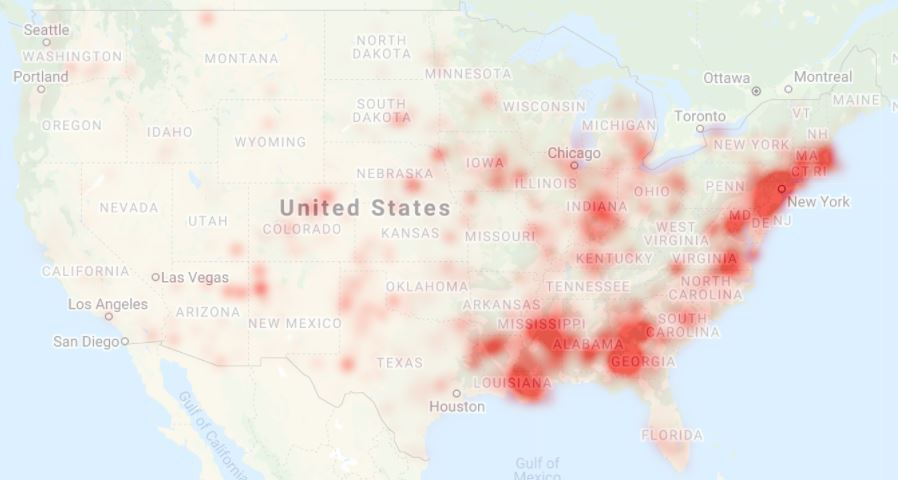 Seattle
WASHINGTON
Portland
MONTANA
NORTH
DAKOTA
MINNESOTA
Ottawa
Montreal
MAINE
OREGON
IDAHO
WYOMING
SOUTH
DAKOTA
WISCONSIN
MICHIGAN
Toronto
VT
NH
NEW YORK
MA
CT RI
Chicago
IOWA
NEBRASKA
ILLINOIS
INDIANA
OHIO
PENN
New York
NEVADA
UTAH
United States
COLORADO
KANSAS
MISSOURI
WEST
VIRGINIA
MD
DE
NJ
KENTUCKY
VIRGINIA
CALIFORNIA
Las Vegas
Los Angeles
ARIZONA
NEW MEXICO
OKLAHOMA
ARKANSAS
TENNESSEE
NORTH
CAROLINA
MISSISSIPPI
ALABAMA
SOUTH
CAROLINA
GEORGIA
San Diego
TEXAS
LOUISIANA
Houston
FLORIDA
Gulf of California
Gulf of
Mexico